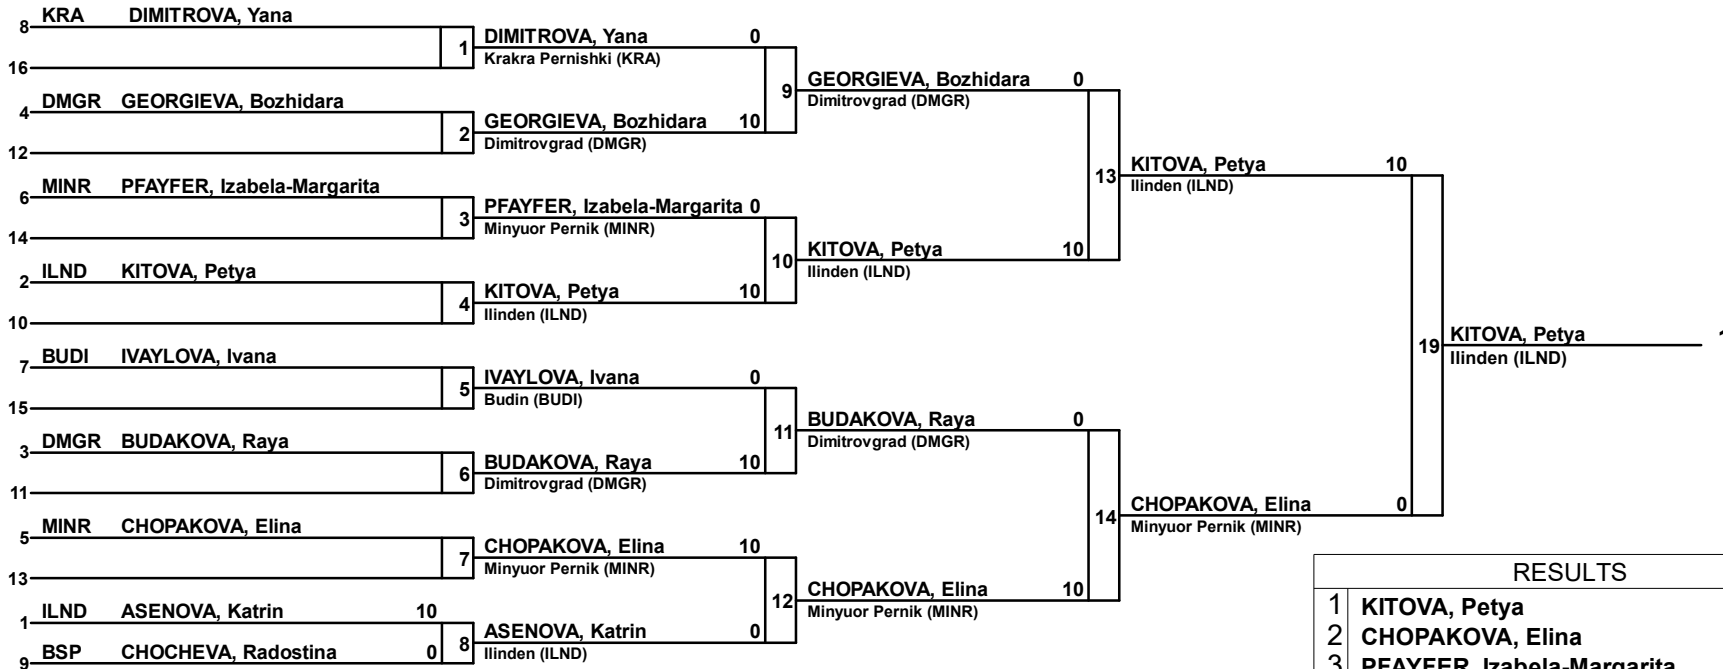 8 KRA DIMITROVA, Yana
16
1
4 DMGR GEORGIEVA, Bozhidara
12
2
6 MINR PFAYFER, Izabela-Margarita
14
3
2 ILND KITOVA, Petya
10
4
7 BUDI IVAYLOVA, Ivana
15
5
3 DMGR BUDAKOVA, Raya
11
6
5 MINR CHOPAKOVA, Elina
13
7
1 ILND ASENOVA, Katrin 10
9 BSP CHOCHEVA, Radostina 0
8
DIMITROVA, Yana 0
Krakra Pernishki (KRA)
9
GEORGIEVA, Bozhidara 10
Dimitrovgrad (DMGR)
PFAYFER, Izabela-Margarita 0
Minyuor Pernik (MINR)
10
KITOVA, Petya 10
Ilinden (ILND)
IVAYLOVA, Ivana 0
Budin (BUDI)
11
BUDAKOVA, Raya 10
Dimitrovgrad (DMGR)
CHOPAKOVA, Elina 10
Minyuor Pernik (MINR)
12
ASENOVA, Katrin 0
Ilinden (ILND)
GEORGIEVA, Bozhidara 0
Dimitrovgrad (DMGR)
13
KITOVA, Petya 10
Ilinden (ILND)
BUDAKOVA, Raya 0
Dimitrovgrad (DMGR)
14
CHOPAKOVA, Elina 10
Minyuor Pernik (MINR)
KITOVA, Petya 10
Ilinden (ILND)
19
CHOPAKOVA, Elina 0
Minyuor Pernik (MINR)
KITOVA, Petya
Ilinden (ILND)
RESULTS
1 KITOVA, Petya
2 CHOPAKOVA, Elina
3 PFAYFER, Izabela-Margarita